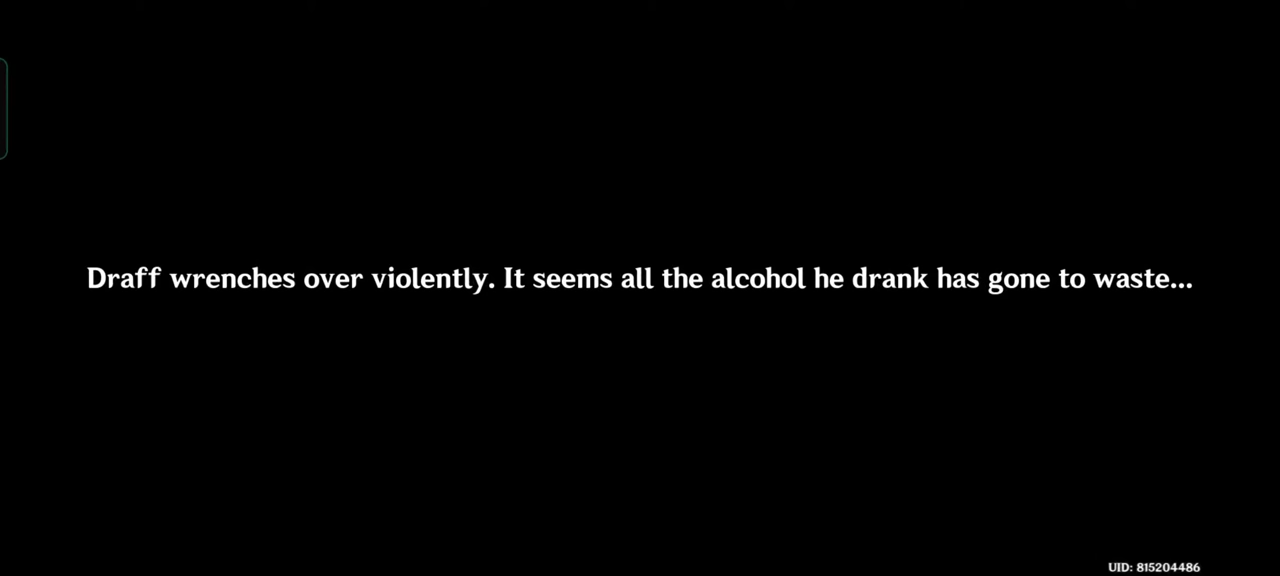 Draff wrenches over violently. It seems all the alcohol he drank has gone to waste...
UID: 815204486